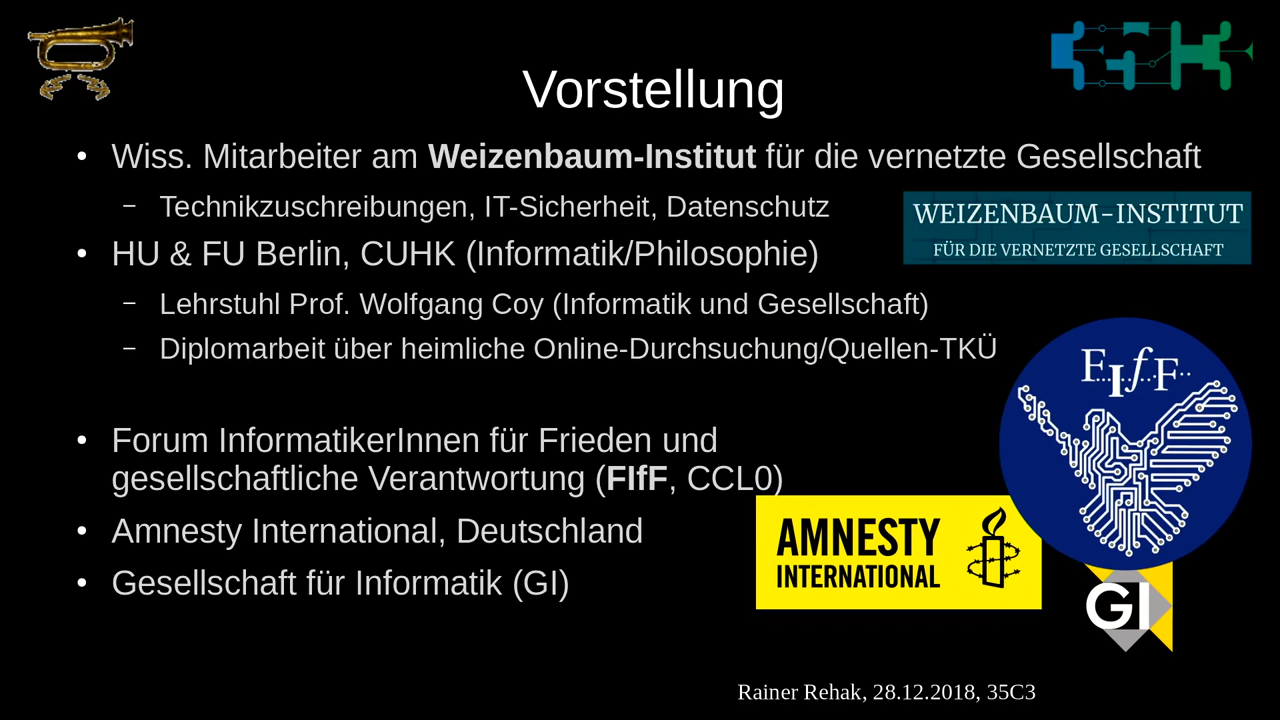 Vorstellung
• Wiss. Mitarbeiter am Weizenbaum-Institut für die vernetzte Gesellschaft
– Technikzuschreibungen, IT-Sicherheit, Datenschutz
WEIZENBAUM-INSTITUT
FÜR DIE VERNETZTE GESELLSCHAFT
• HU & FU Berlin, CUHK (Informatik/Philosophie)
– Lehrstuhl Prof. Wolfgang Coy (Informatik und Gesellschaft)
– Diplomarbeit über heimliche Online-Durchsuchung/Quellen-TKÜ
FIfF
• Forum InformatikerInnen für Frieden und
gesellschaftliche Verantwortung (FIfF, CCL0)
• Amnesty International, Deutschland
AMNESTY
INTERNATIONAL
• Gesellschaft für Informatik (GI)
GI
Rainer Rehak, 28.12.2018, 35C3